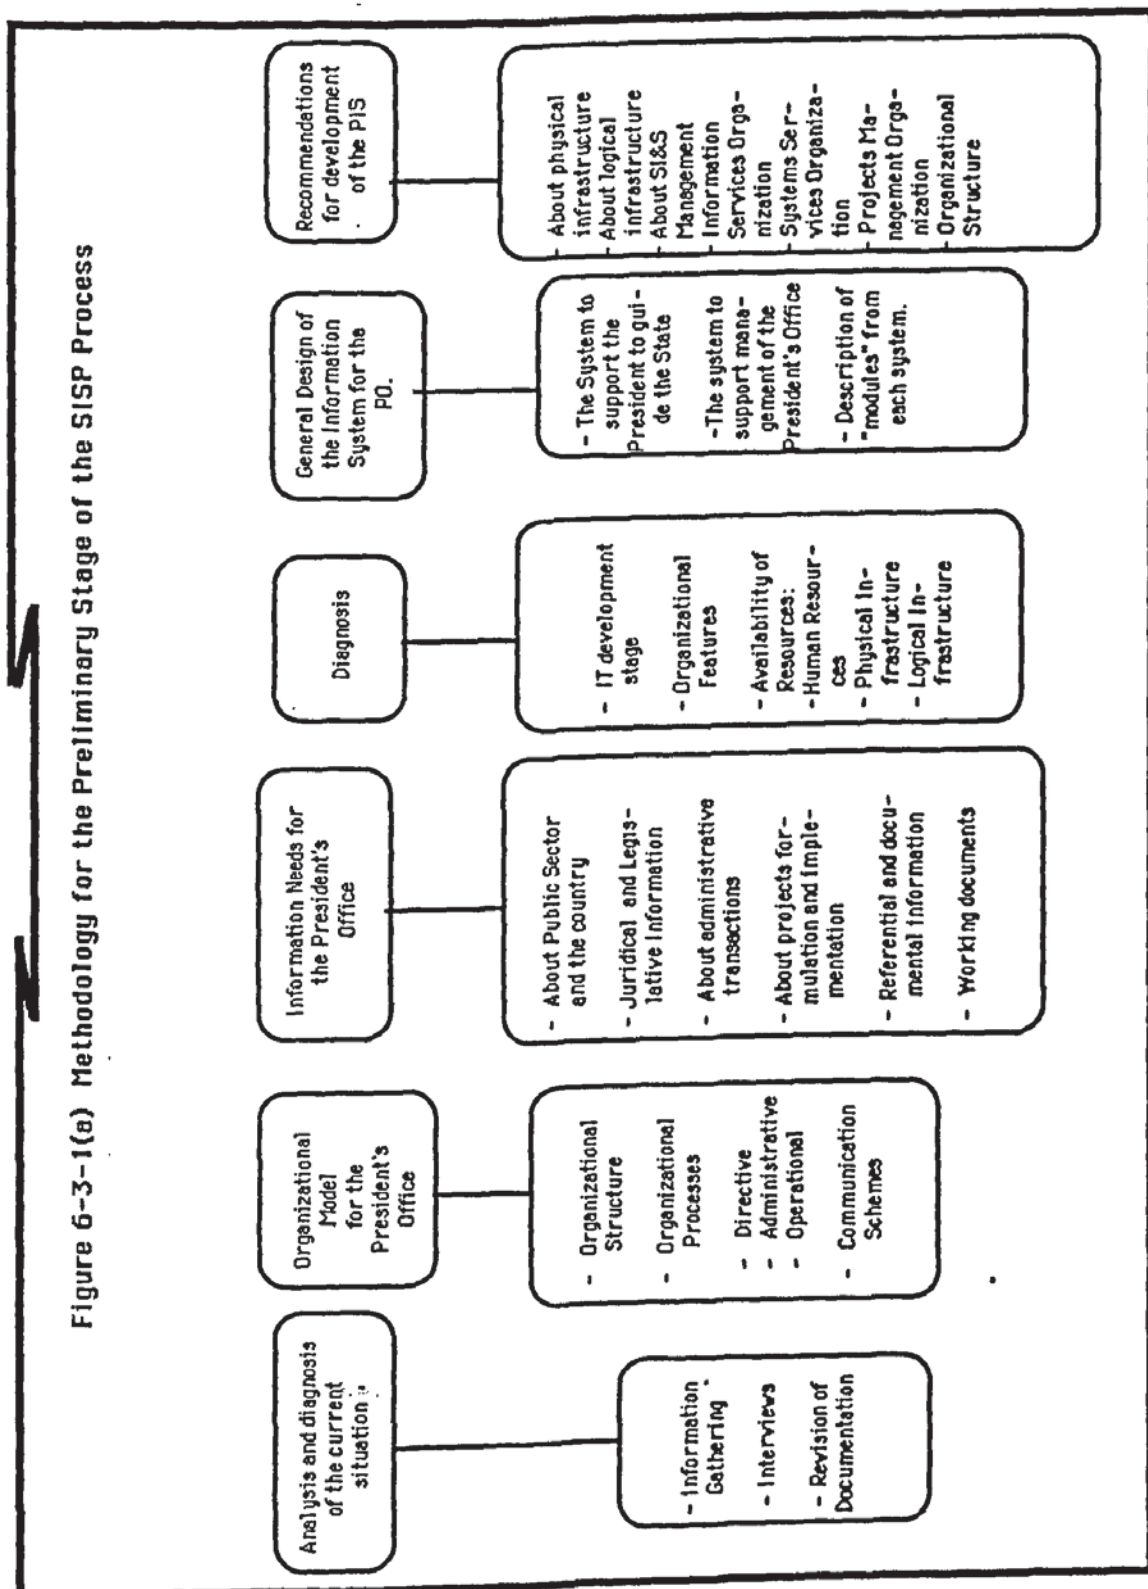 Figure 6-3-1(a) Methodology for the Preliminary Stage of the SISP Process
Analysis and diagnosis
of the current
situation
- Information
Gathering
- Interviews
- Revision of
Documentation
Organizational
Model
for the
President's
Office
- Organizational
Structure
- Organizational
Processes
- Directive
- Administrative
- Operational
- Communication
Schemes
Information Needs for
the President's
Office
- About Public Sector
and the country
- Juridical and Legis-
lative Information
- About administrative
transactions
- About projects for-
mulation and imple-
mentation
- Referential and docu-
mental information
- Working documents
Diagnosis
- IT development
stage
- Organizational
Features
- Availability of
Resources:
- Human Resour-
ces
- Physical In-
frastructure
- Logical In-
frastructure
General Design of
the Information
System for the
PO.
- The System to
support the
President to gui-
de the State
- The system to
support mana-
gement of the
President's Office
- Description of
"modules" from
each system.
Recommendations
for development
of the PIS
- About physical
infrastructure
- About logical
infrastructure
- About SI&S
Management
- Information
Services Orga-
nization
- Systems Ser-
vices Organiza-
tion
- Projects Ma-
nagement Orga-
nization
- Organizational
Structure